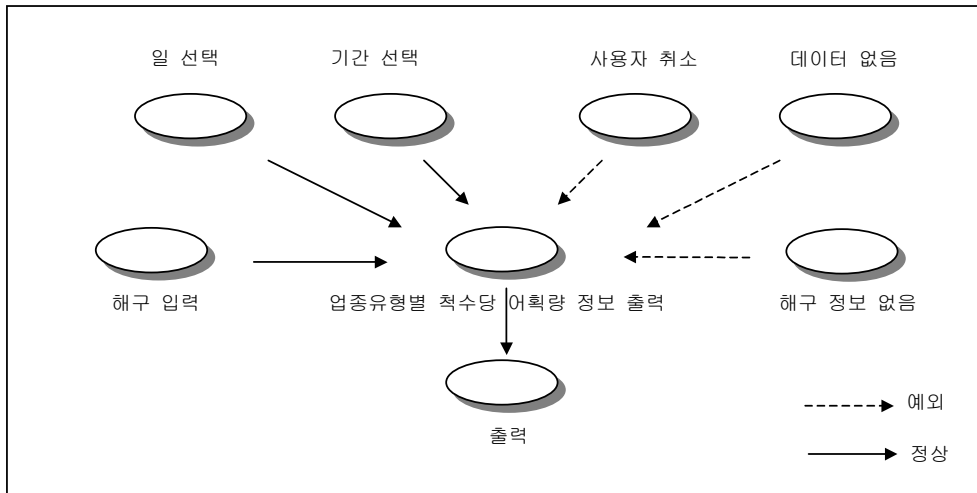 일 선택
기간 선택
사용자 취소
데이터 없음
해구 입력
업종유형별 척수당 어획량 정보 출력
해구 정보 없음
출력
예외
정상